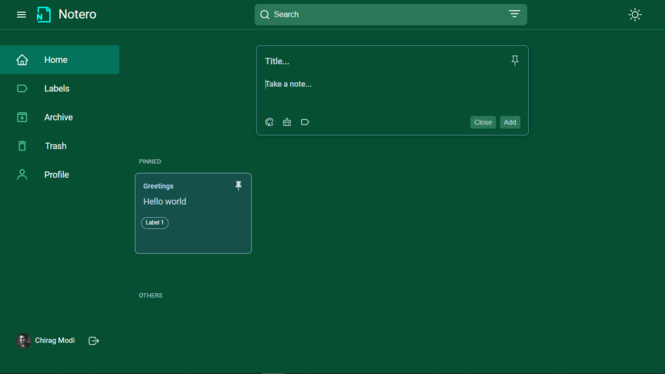 Notero
Search
Home
Labels
Archive
Trash
Profile
Title...
Take a note...
Close
Add
PINNED
Greetings
Hello world
Label 1
OTHERS
Chirag Modi